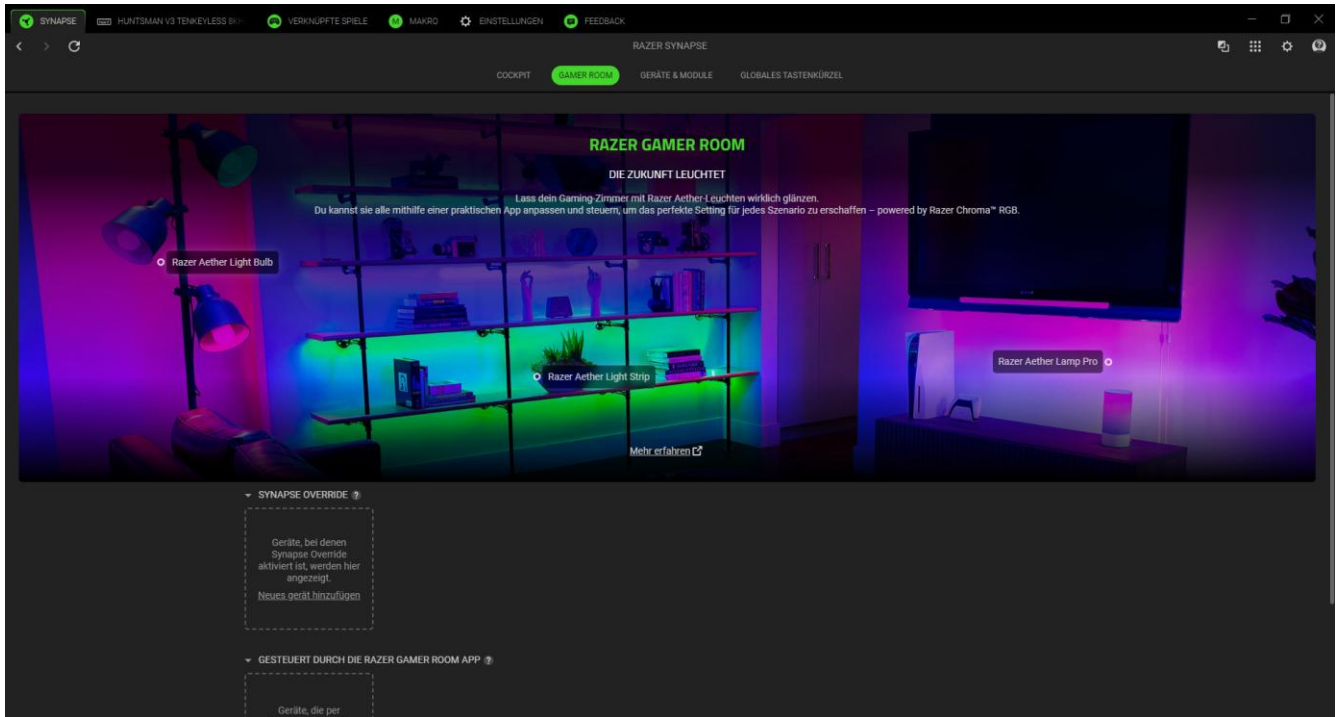 SYNAPSE
HUNTSMAN V3 TENKEYLESS 8K
VERKNÜPFTE SPIELE
MAKRO
EINSTELLUNGEN
FEEDBACK
RAZER SYNAPSE
COCKPIT
GAMER ROOM
GERÄTE & MODULE
GLOBALES TASTENKÜRZEL
RAZER GAMER ROOM
DIE ZUKUNFT LEUCHTET
Lass dein Gaming-Zimmer mit Razer Aether-Leuchten wirklich glänzen.
Du kannst sie alle mithilfe einer praktischen App anpassen und steuern, um das perfekte Setting für jedes Szenario zu erschaffen – powered by Razer Chroma™ RGB.
Razer Aether Light Bulb
Razer Aether Lamp Pro
Razer Aether Light Strip
Mehr erfahren
SYNAPSE OVERRIDE ?
Geräte, bei denen
Synapse Override
aktiviert ist, werden hier
angezeigt.
Neues gerät hinzufügen
GESTEUERT DURCH DIE RAZER GAMER ROOM APP ?
Geräte, die per